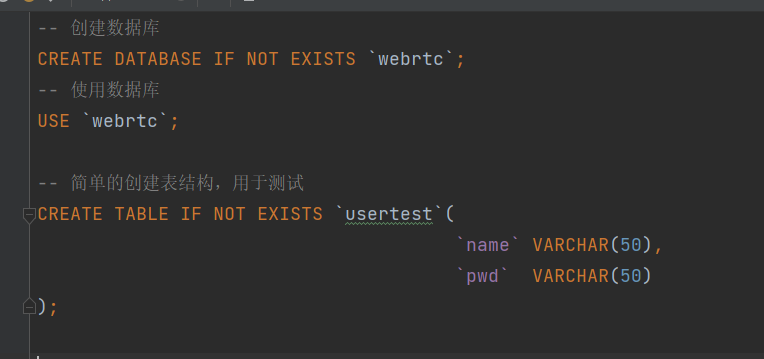 -- 创建数据库
CREATE DATABASE IF NOT EXISTS `webrtc`;
-- 使用数据库
USE `webrtc`;
-- 简单的创建表结构，用于测试
CREATE TABLE IF NOT EXISTS `usertest`(
`name` VARCHAR(50),
`pwd`  VARCHAR(50)
);